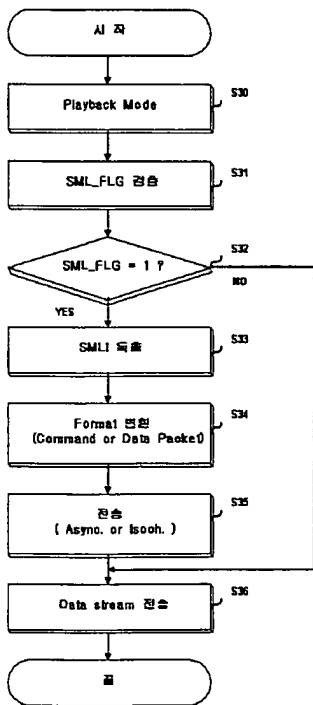 시 작
Playback Mode
S30
SML_FLG 검출
S31
SML_FLG = 1 ?
S32
NO
YES
SMLI 독출
S33
Format 변환
(Command or Data Packet)
S34
전송
( Async. or Isoch. )
S35
Data stream 전송
S36
끝